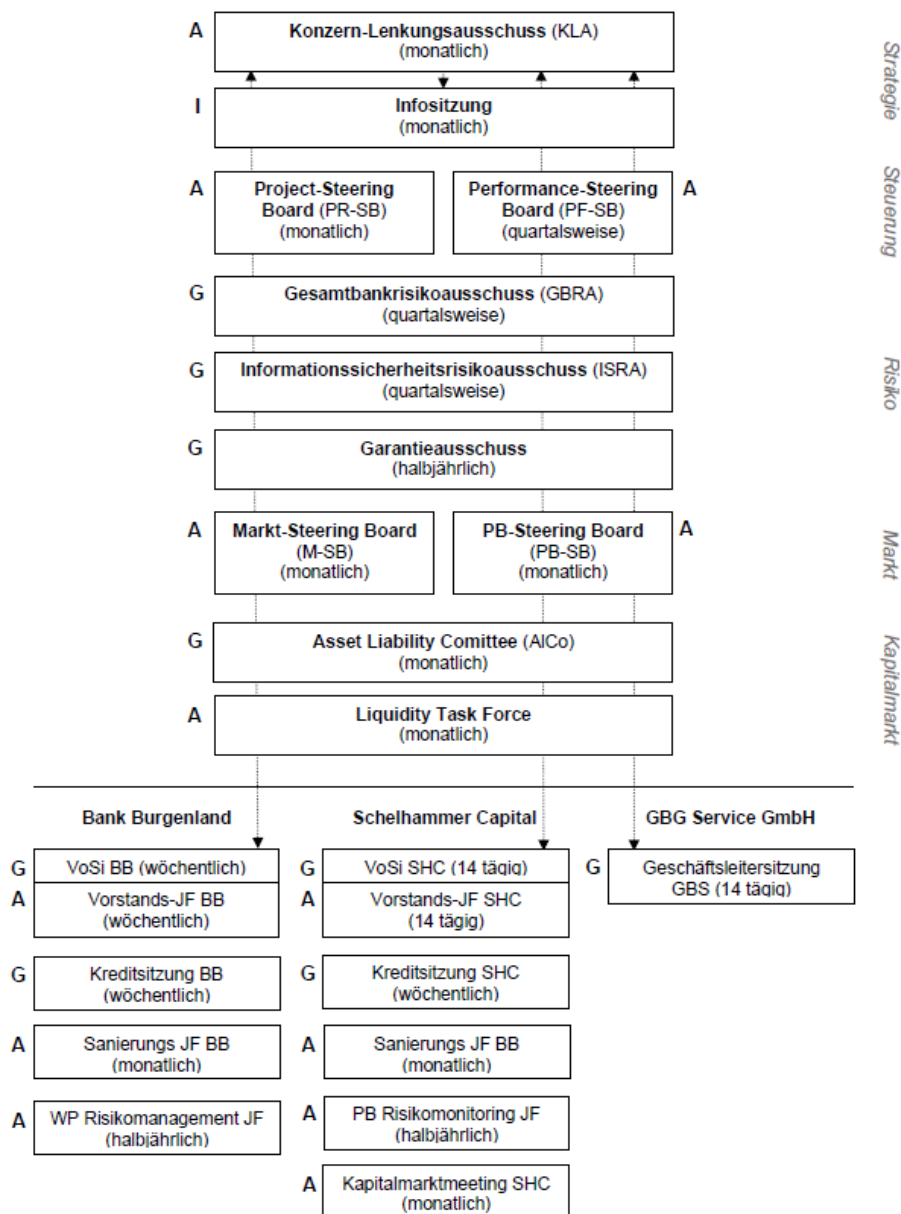 A
Konzern-Lenkungsausschuss (KLA)
(monatlich)
Strategie
I
Infositzung
(monatlich)
A
Project-Steering
Board (PR-SB)
(monatlich)
Performance-Steering
Board (PF-SB)
(quartalsweise)
A
Steuerung
G
Gesamtbankrisikoausschuss (GBRA)
(quartalsweise)
G
Informationssicherheitsrisikoausschuss (ISRA)
(quartalsweise)
Risiko
G
Garantieausschuss
(halbjährlich)
A
Markt-Steering Board
(M-SB)
(monatlich)
PB-Steering Board
(PB-SB)
(monatlich)
A
Markt
G
Asset Liability Comittee (AlCo)
(monatlich)
Kapitalmarkt
A
Liquidity Task Force
(monatlich)
Bank Burgenland
Schelhammer Capital
GBG Service GmbH
G
VoSi BB (wöchentlich)
A
Vorstands-JF BB
(wöchentlich)
G
VoSi SHC (14 tägig)
A
Vorstands-JF SHC
(14 tägig)
G
Geschäftsleitersitzung
GBS (14 tägig)
G
Kreditsitzung BB
(wöchentlich)
G
Kreditsitzung SHC
(wöchentlich)
A
Sanierungs JF BB
(monatlich)
A
Sanierungs JF BB
(monatlich)
A
WP Risikomanagement JF
(halbjährlich)
A
PB Risikomonitoring JF
(halbjährlich)
A
Kapitalmarktmeeting SHC
(monatlich)